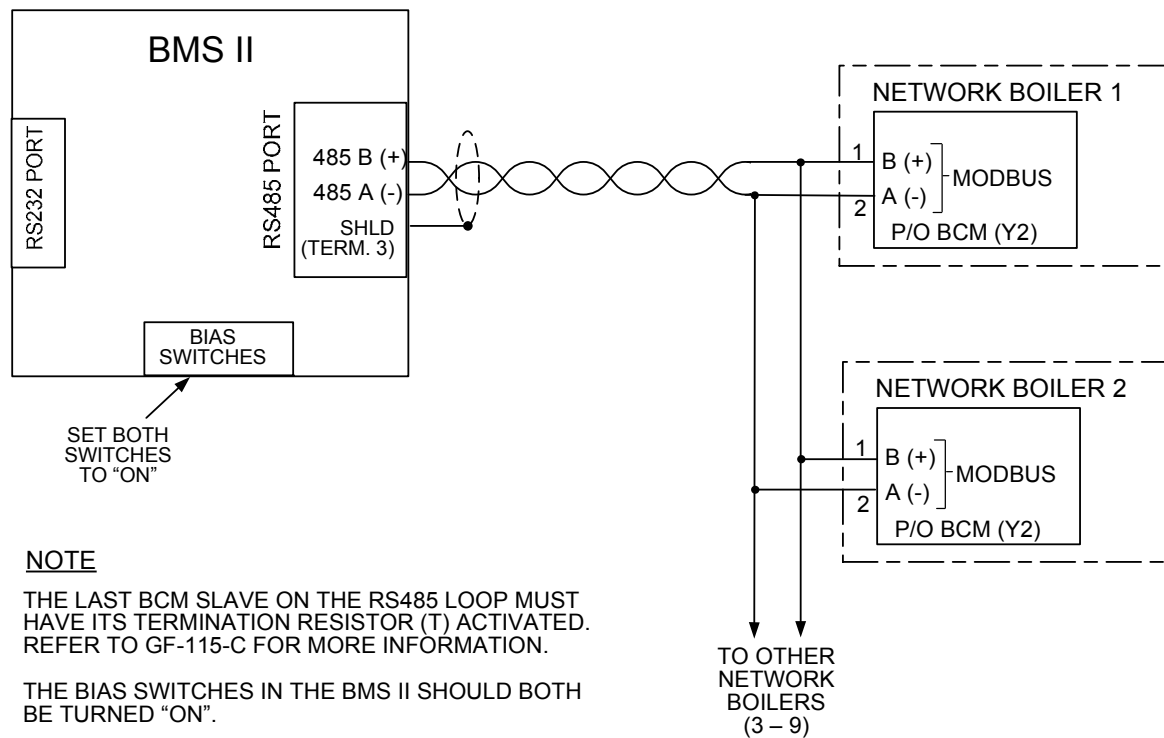 BMS II
RS232 PORT
RS485 PORT
485 B (+)
485 A (-)
SHLD
(TERM. 3)
BIAS
SWITCHES
SET BOTH
SWITCHES
TO “ON”
NETWORK BOILER 1
1
B (+)
MODBUS
2
A (-)
P/O BCM (Y2)
NETWORK BOILER 2
1
B (+)
MODBUS
2
A (-)
P/O BCM (Y2)
TO OTHER
NETWORK
BOILERS
(3 – 9)
NOTE
THE LAST BCM SLAVE ON THE RS485 LOOP MUST
HAVE ITS TERMINATION RESISTOR (T) ACTIVATED.
REFER TO GF-115-C FOR MORE INFORMATION.
THE BIAS SWITCHES IN THE BMS II SHOULD BOTH
BE TURNED “ON”.